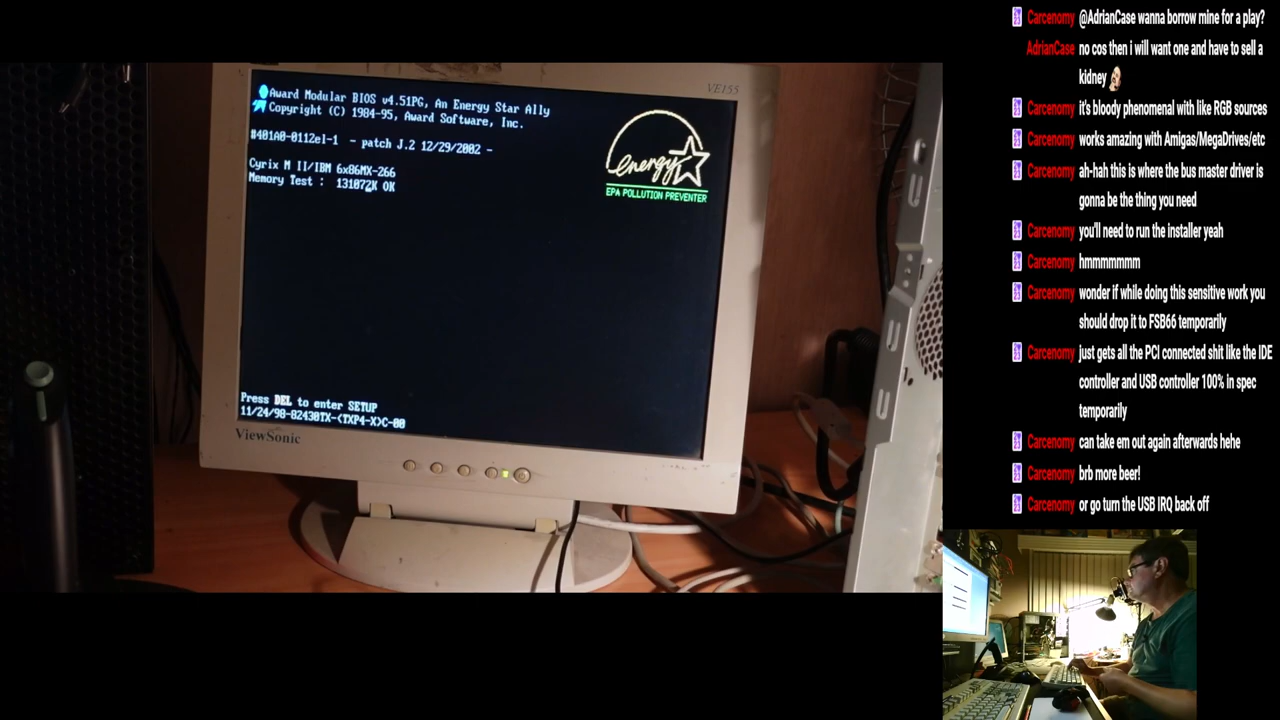 VE155
Award Modular BIOS v4.51PG, An Energy Star Ally
Copyright (C) 1984-95, Award Software, Inc.
#401A0-0112e1-1 - patch J.2 12/29/2002 -
Cyrix M II/IBM 6x86MX-266
Memory Test : 131072K OK
energy
EPA POLLUTION PREVENTER
Press DEL to enter SETUP
11/24/98-82430TX-<TXP4-X>C-00
ViewSonic
Carcenomy @AdrianCase wanna borrow mine for a play?
AdrianCase no cos then i will want one and have to sell a
kidney
Carcenomy it's bloody phenomenal with like RGB sources
Carcenomy works amazing with Amigas/MegaDrives/etc
Carcenomy ah-hah this is where the bus master driver is
gonna be the thing you need
Carcenomy you'll need to run the installer yeah
Carcenomy hmmmmmmm
Carcenomy wonder if while doing this sensitive work you
should drop it to FSB66 temporarily
Carcenomy just gets all the PCI connected shit like the IDE
controller and USB controller 100% in spec
temporarily
Carcenomy can take em out again afterwards hehe
Carcenomy brb more beer!
Carcenomy or go turn the USB IRQ back off